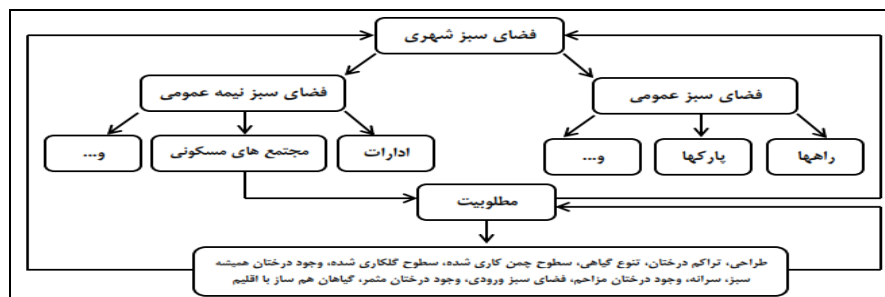 فضای سبز شهری
فضای سبز عمومی
فضای سبز نیمه عمومی
راهها
پارکها
و...
ادارات
مجتمع های مسکونی
و...
مطلوبیت
طراحی، تراکم درختان، تنوع گیاهی، سطوح چمن کاری شده، سطوح گلکاری شده، وجود درختان همیشه
سبز، سرانه، وجود درختان مزاحم، فضای سبز ورودی، وجود درختان مثمر، گیاهان هم ساز با اقلیم